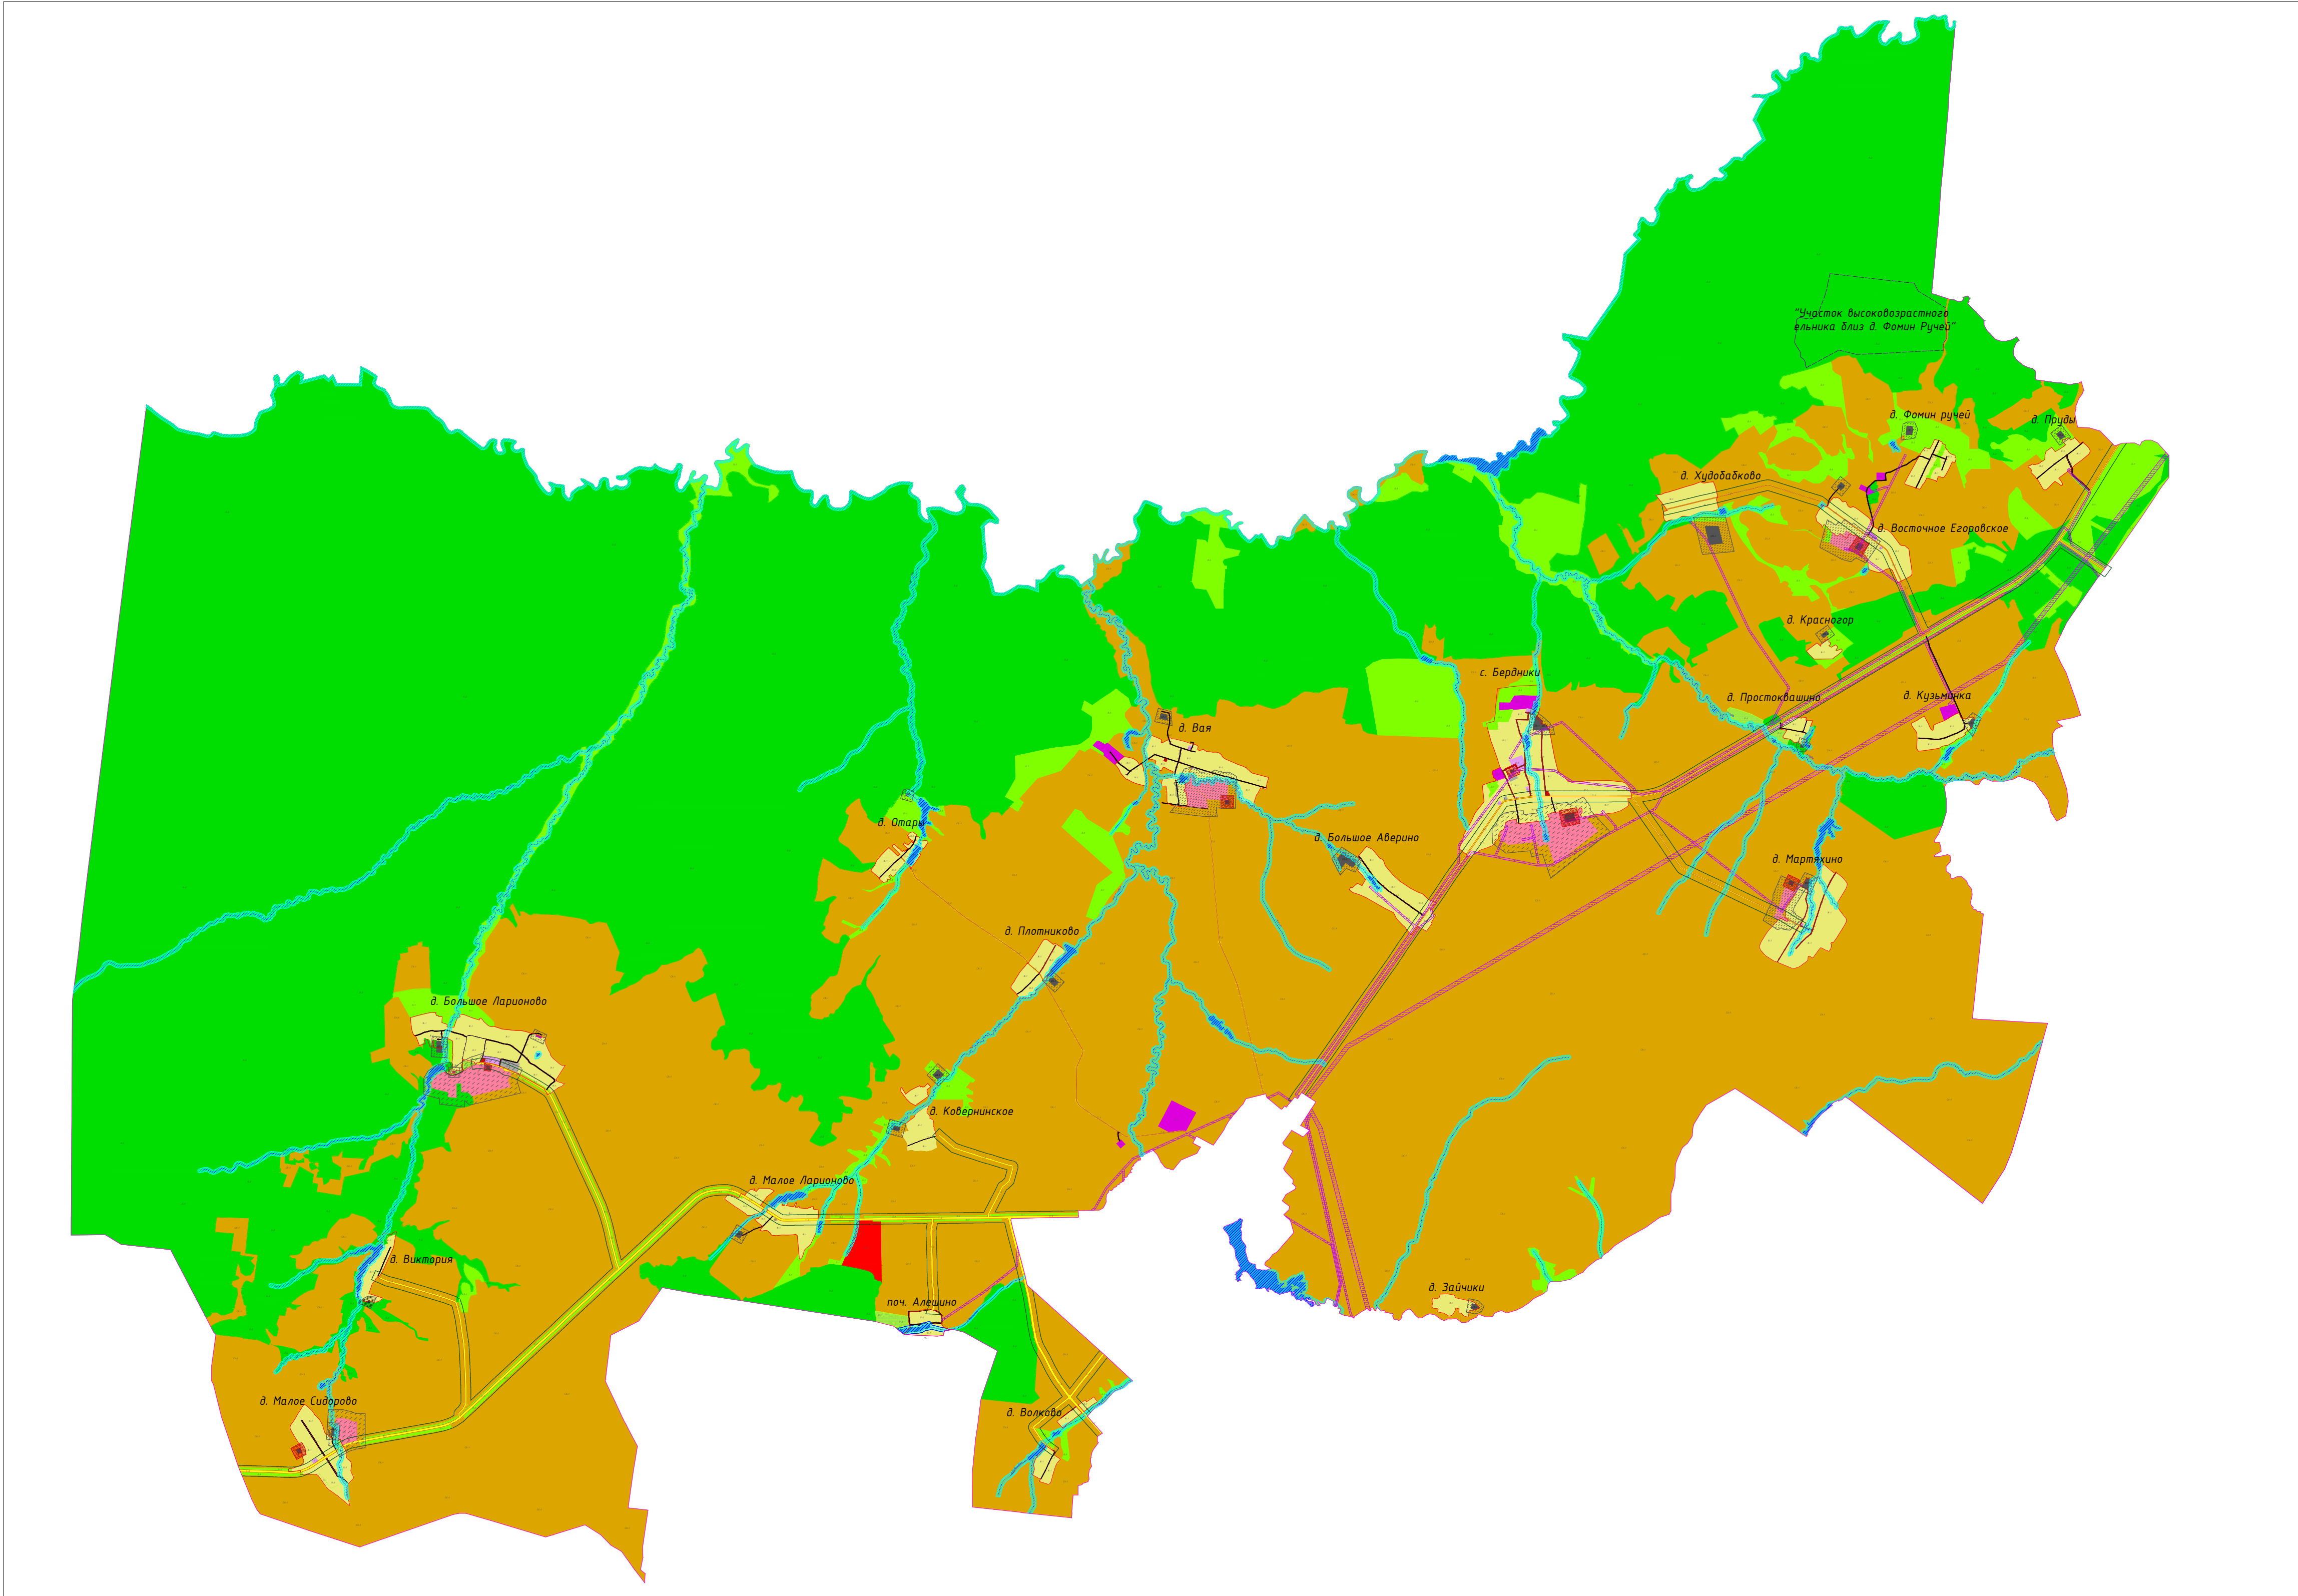 "Участок высоковозрастного
ельника близ д. Фомин Ручей"
д. Фомин ручей
д. Пруды
д. Худобабково
д. Восточное Егоровское
д. Красногор
с. Бердники
д. Простоквашино
д. Кузьминка
д. Вая
д. Отары
д. Большое Аверино
д. Мартяхино
д. Плотниково
д. Большое Ларионово
д. Ковернинское
д. Малое Ларионово
д. Виктория
д. Зайчики
поч. Алешино
д. Малое Сидорово
д. Волково